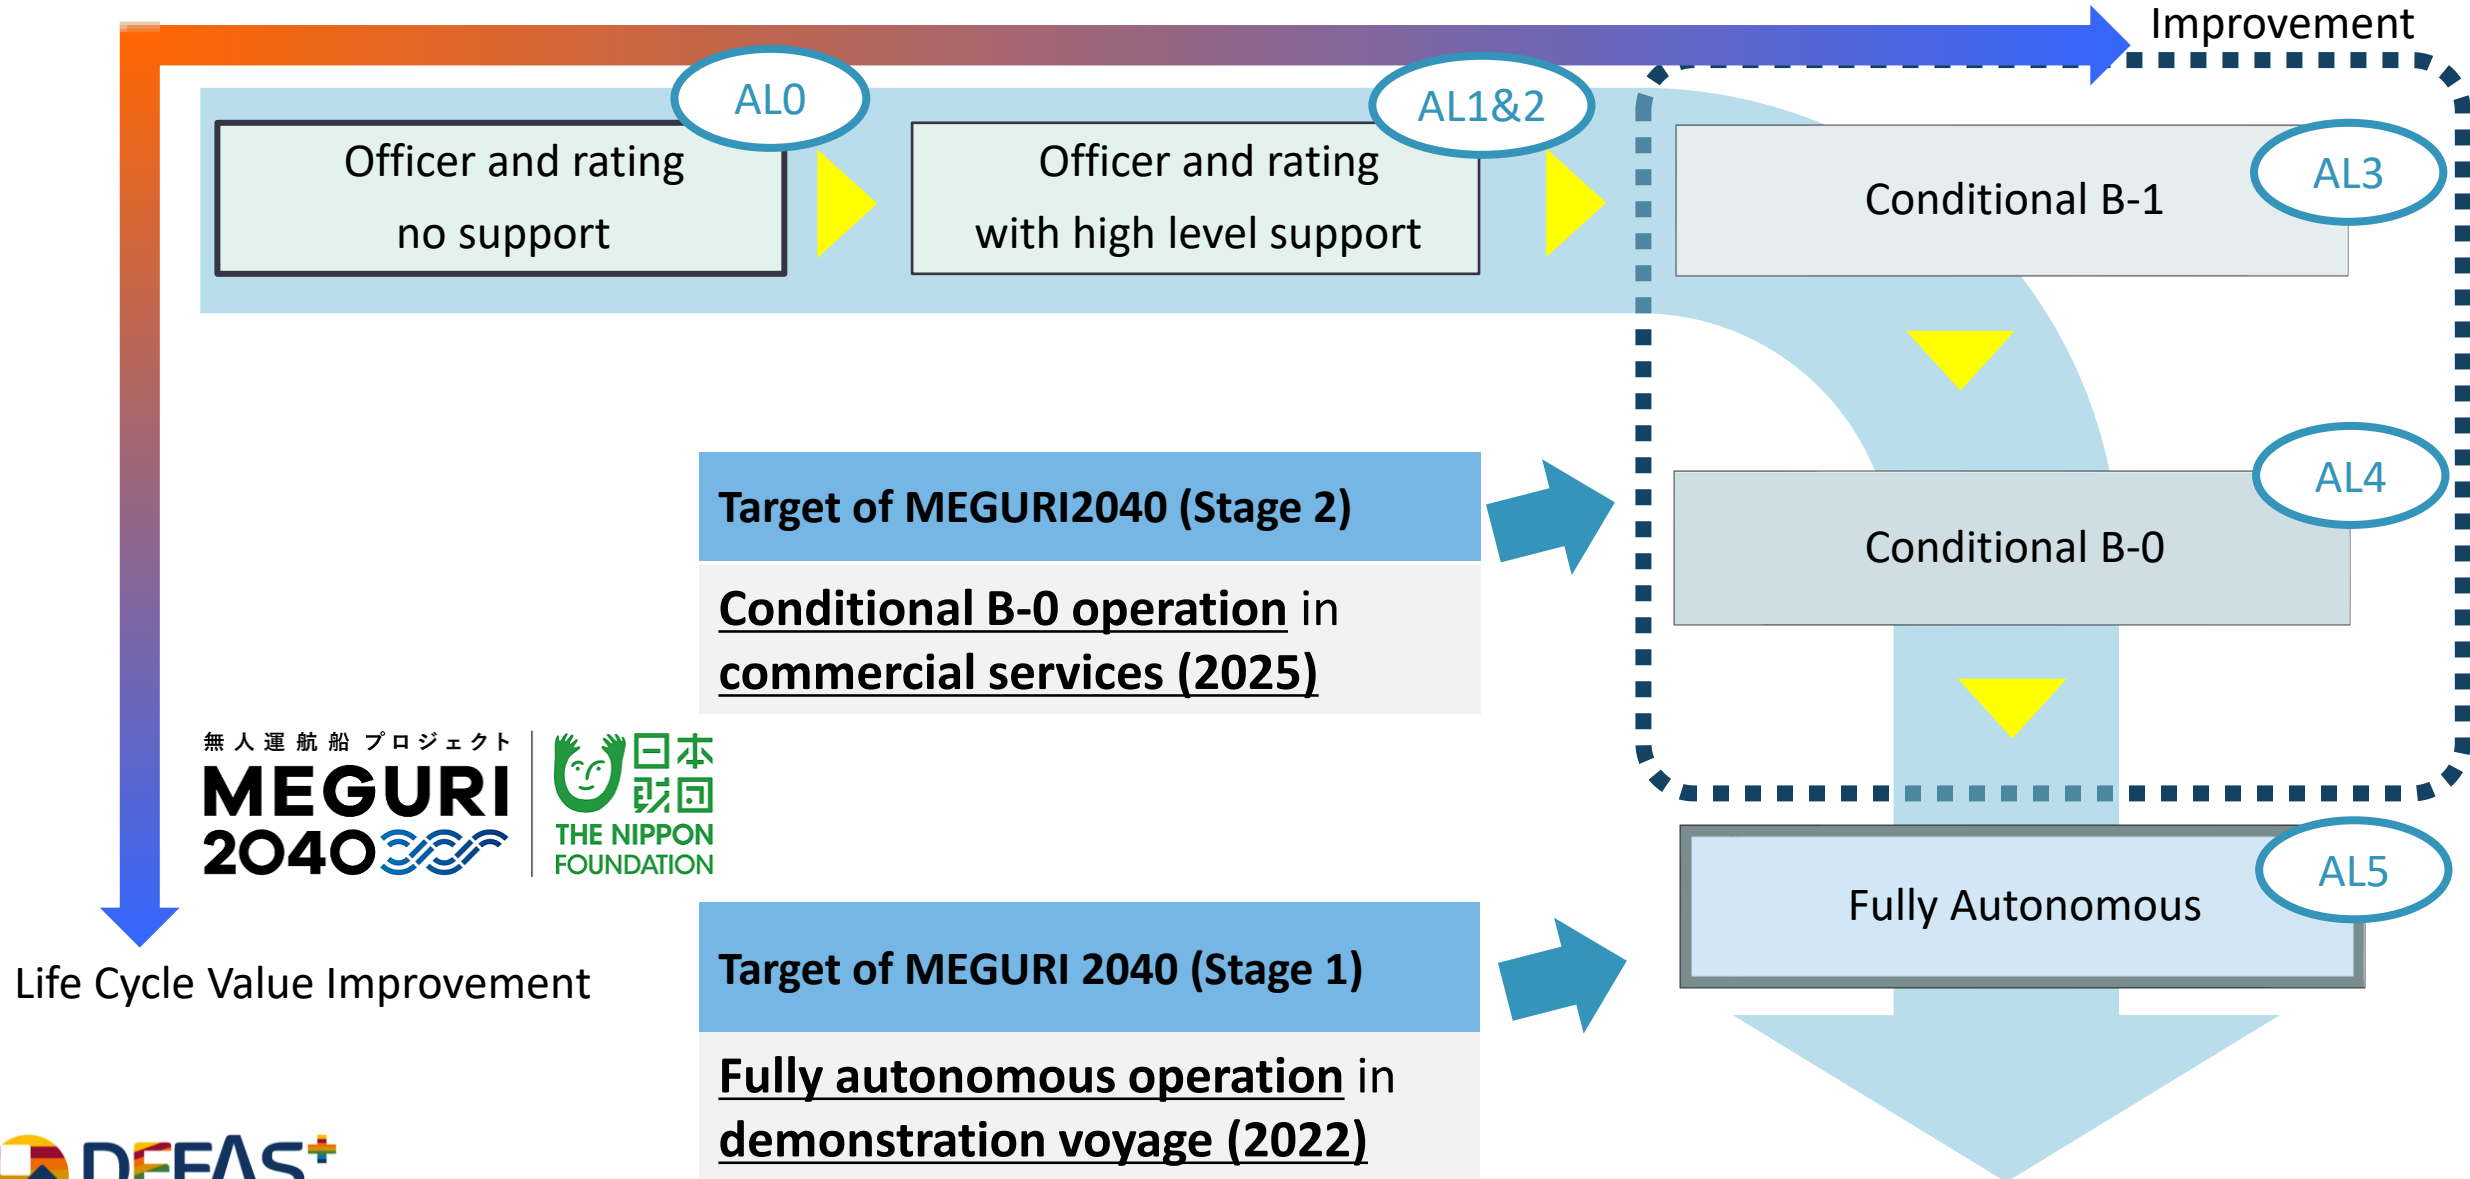 Improvement
AL0
AL1&2
Officer and rating
no support
Officer and rating
with high level support
Conditional B-1
AL3
Target of MEGURI2040 (Stage 2)
Conditional B-0 operation in
commercial services (2025)
Conditional B-0
AL4
無人運航船 プロジェクト
MEGURI
2040
日本
財団
THE NIPPON
FOUNDATION
Fully Autonomous
AL5
Life Cycle Value Improvement
Target of MEGURI 2040 (Stage 1)
Fully autonomous operation in
demonstration voyage (2022)